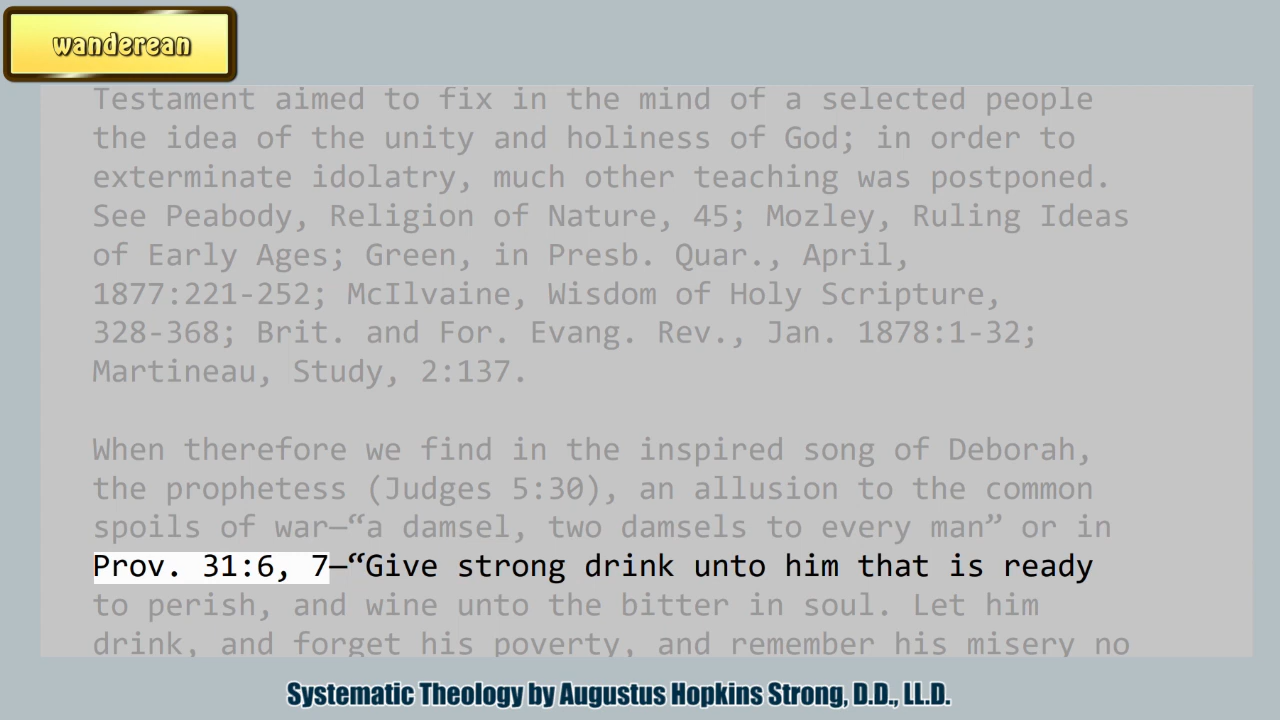 wanderean
Testament aimed to fix in the mind of a selected people
the idea of the unity and holiness of God; in order to
exterminate idolatry, much other teaching was postponed.
See Peabody, Religion of Nature, 45; Mozley, Ruling Ideas
of Early Ages; Green, in Presb. Quar., April,
1877:221-252; McIlvaine, Wisdom of Holy Scripture,
328-368; Brit. and For. Evang. Rev., Jan. 1878:1-32;
Martineau, Study, 2:137.
When therefore we find in the inspired song of Deborah,
the prophetess (Judges 5:30), an allusion to the common
spoils of war—“a damsel, two damsels to every man” or in
Prov. 31:6, 7—“Give strong drink unto him that is ready
to perish, and wine unto the bitter in soul. Let him
drink, and forget his poverty, and remember his misery no
Systematic Theology by Augustus Hopkins Strong, D.D., LL.D.